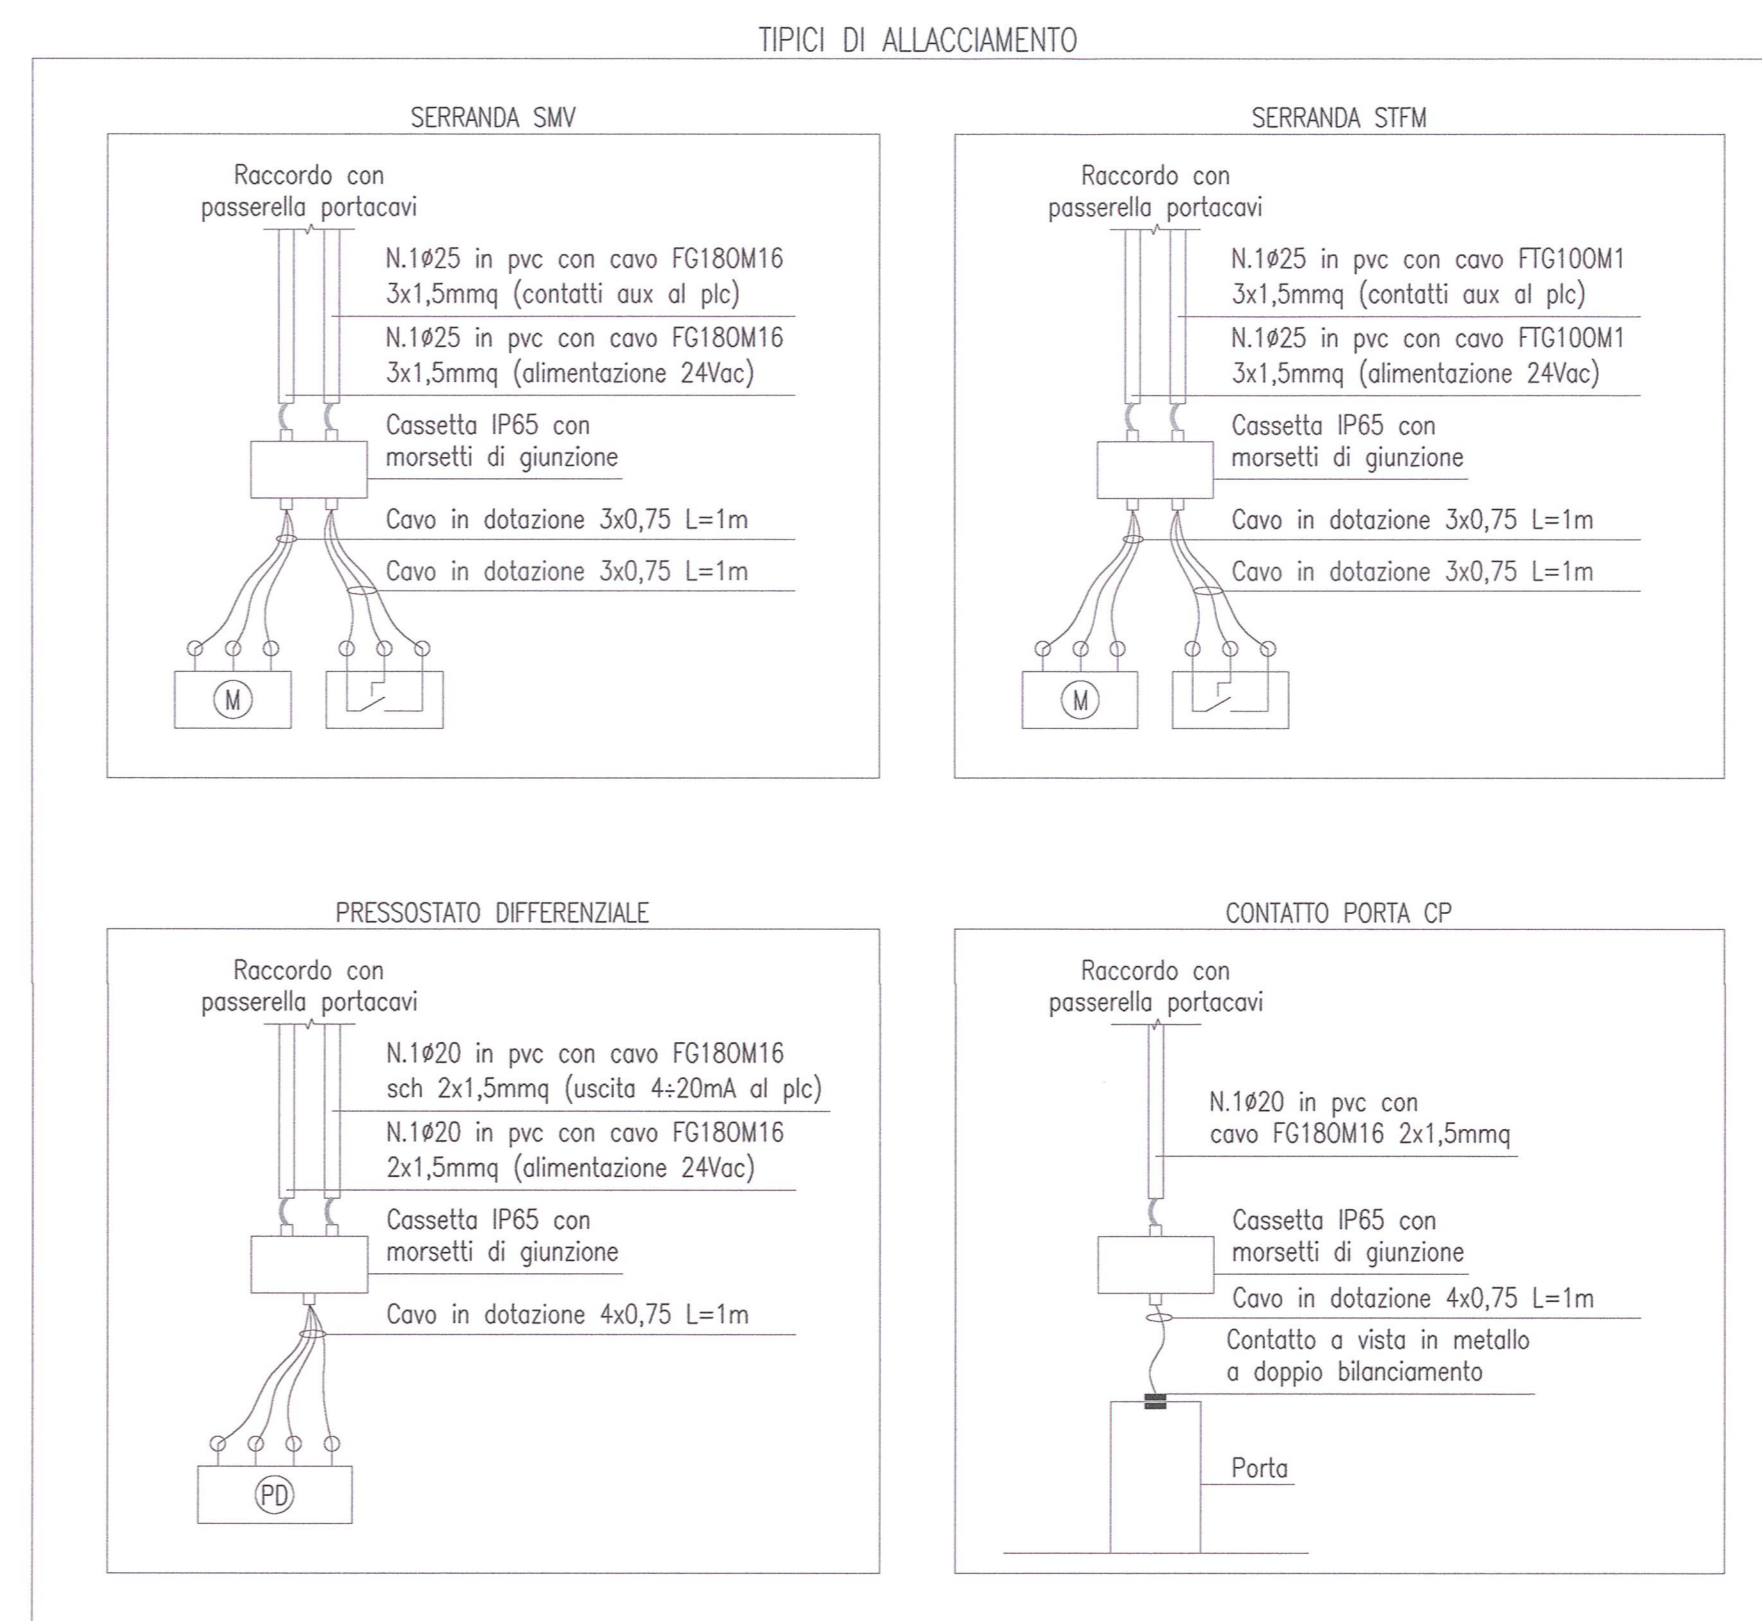 TIPICI DI ALLACCIAMENTO
SERRANDA SMV
Raccordo con
passerella portacavi
N.1ø25 in pvc con cavo FG18OM16
3x1,5mmq (contatti aux al plc)
N.1ø25 in pvc con cavo FG18OM16
3x1,5mmq (alimentazione 24Vac)
Cassetta IP65 con
morsetti di giunzione
Cavo in dotazione 3x0,75 L=1m
Cavo in dotazione 3x0,75 L=1m
M
SERRANDA STFM
Raccordo con
passerella portacavi
N.1ø25 in pvc con cavo FTG10OM1
3x1,5mmq (contatti aux al plc)
N.1ø25 in pvc con cavo FTG10OM1
3x1,5mmq (alimentazione 24Vac)
Cassetta IP65 con
morsetti di giunzione
Cavo in dotazione 3x0,75 L=1m
Cavo in dotazione 3x0,75 L=1m
M
PRESSOSTATO DIFFERENZIALE
Raccordo con
passerella portacavi
N.1ø20 in pvc con cavo FG18OM16
sch 2x1,5mmq (uscita 4÷20mA al plc)
N.1ø20 in pvc con cavo FG18OM16
2x1,5mmq (alimentazione 24Vac)
Cassetta IP65 con
morsetti di giunzione
Cavo in dotazione 4x0,75 L=1m
PD
CONTATTO PORTA CP
Raccordo con
passerella portacavi
N.1ø20 in pvc con
cavo FG18OM16 2x1,5mmq
Cassetta IP65 con
morsetti di giunzione
Cavo in dotazione 4x0,75 L=1m
Contatto a vista in metallo
a doppio bilanciamento
Porta